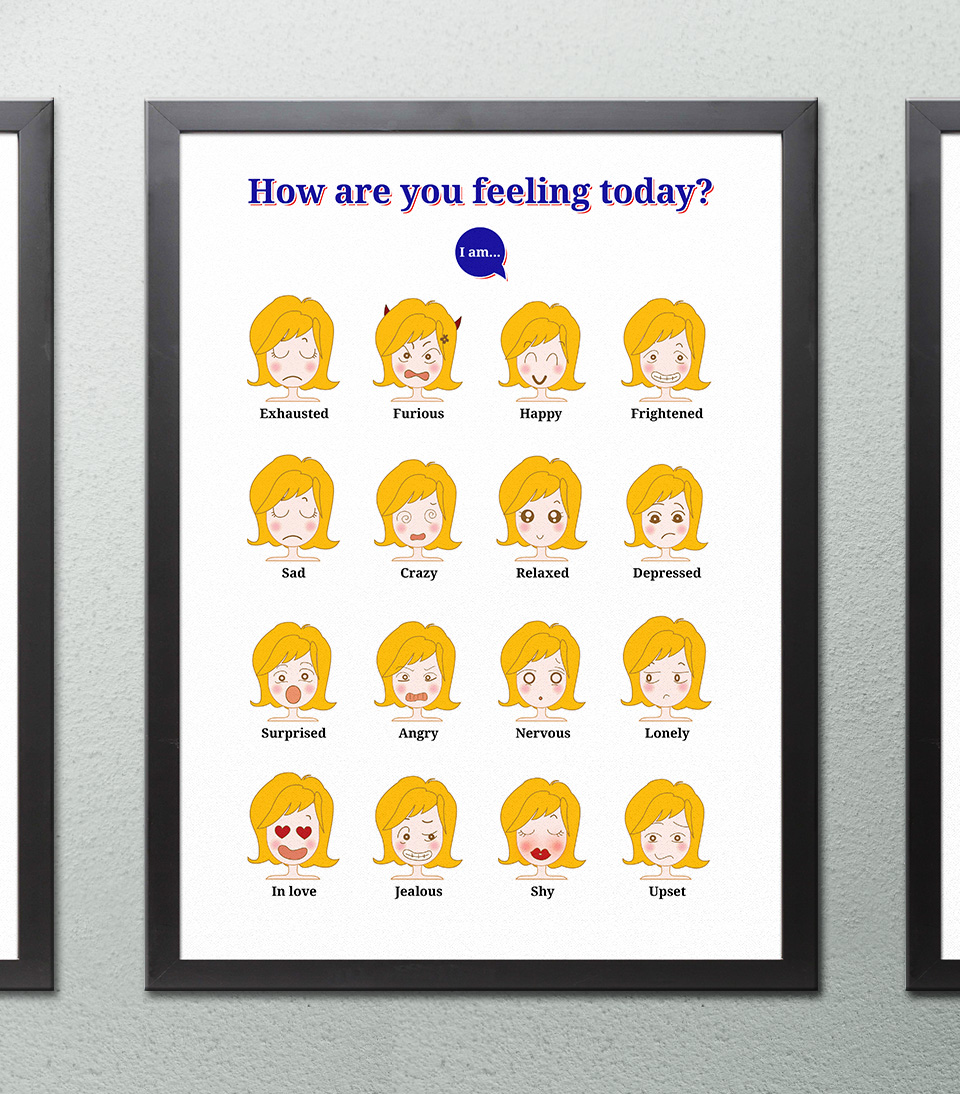 How are you feeling today?
I am...
Exhausted Furious Happy Frightened
Sad Crazy Relaxed Depressed
Surprised Angry Nervous Lonely
In love Jealous Shy Upset